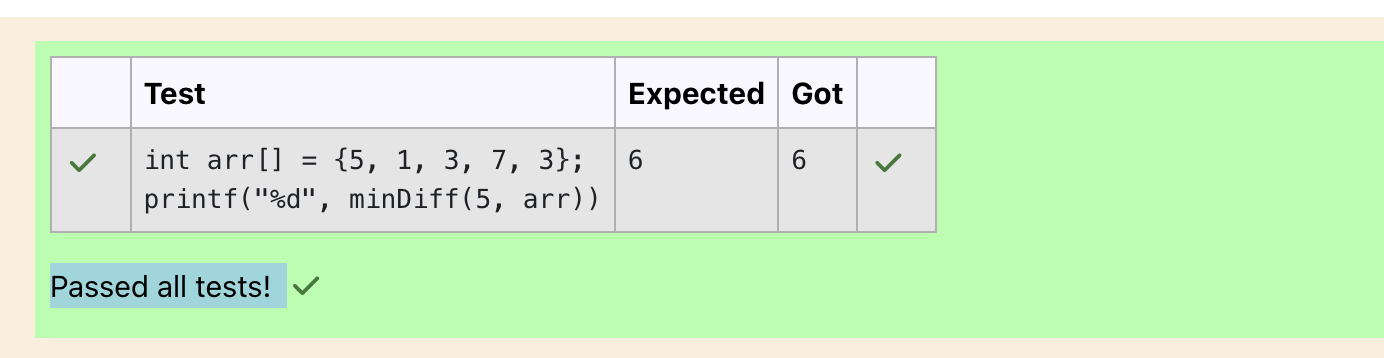 Test Expected Got
int arr[] = {5, 1, 3, 7, 3}; 6 6
printf("%d", minDiff(5, arr))
Passed all tests!